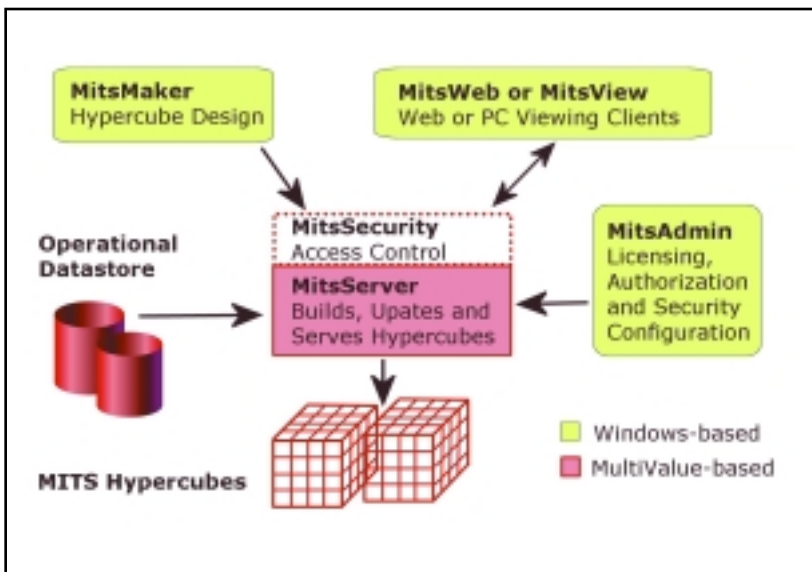 MitsMaker
Hypercube Design
MitsWeb or MitsView
Web or PC Viewing Clients
MitsSecurity
Access Control
Operational
Datastore
MitsServer
Builds, Upates and
Serves Hypercubes
MitsAdmin
Licensing,
Authorization
and Security
Configuration
MITS Hypercubes
Windows-based
MultiValue-based